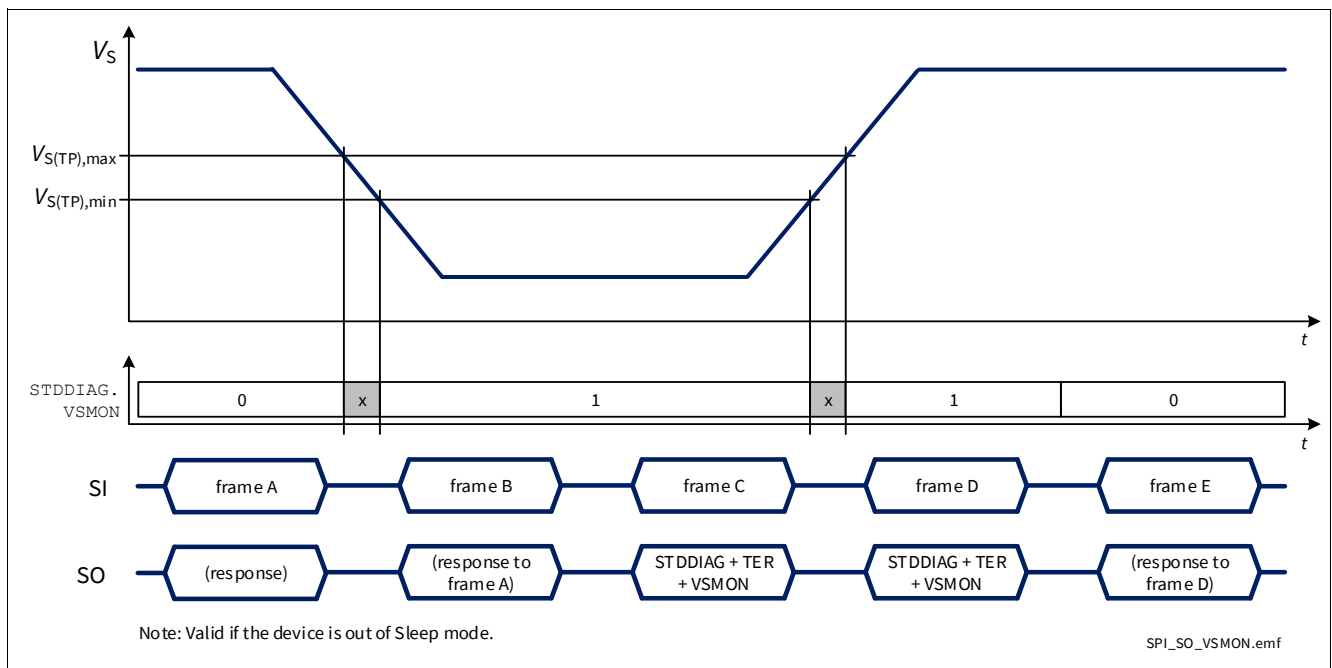 VS
VS(TP),max
VS(TP),min
t
STDDIAG.
VSMON
0 x 1 x 1 0
t
SI frame A frame B frame C frame D frame E
SO (response) (response to frame A) STDDIAG + TER + VSMON STDDIAG + TER + VSMON (response to frame D)
Note: Valid if the device is out of Sleep mode.
SPI_SO_VSMON.emf